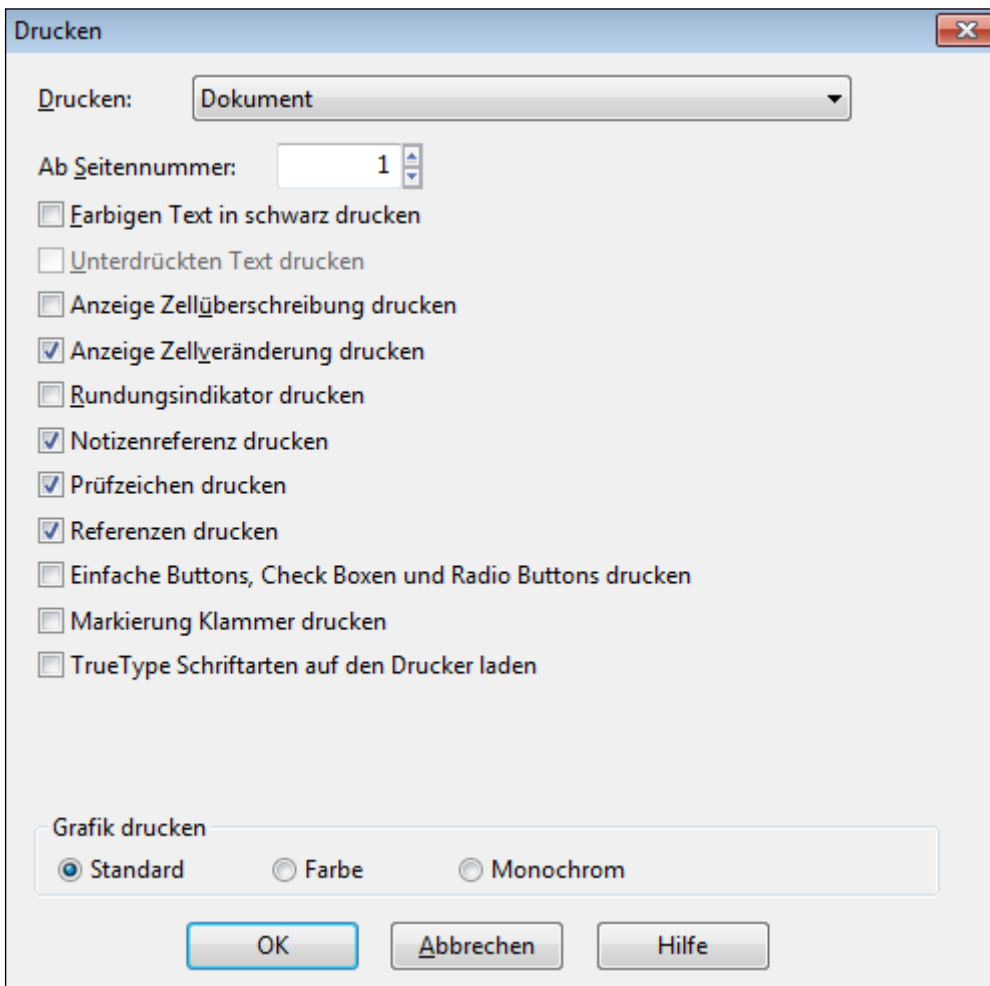 Drucken
Drucken: Dokument
Ab Seitennummer: 1
Farbigen Text in schwarz drucken
Unterdrückten Text drucken
Anzeige Zellüberschreibung drucken
Anzeige Zellveränderung drucken
Rundungsindikator drucken
Notizenreferenz drucken
Prüfzeichen drucken
Referenzen drucken
Einfache Buttons, Check Boxen und Radio Buttons drucken
Markierung Klammer drucken
TrueType Schriftarten auf den Drucker laden
Grafik drucken
Standard Farbe Monochrom
OK Abbrechen Hilfe